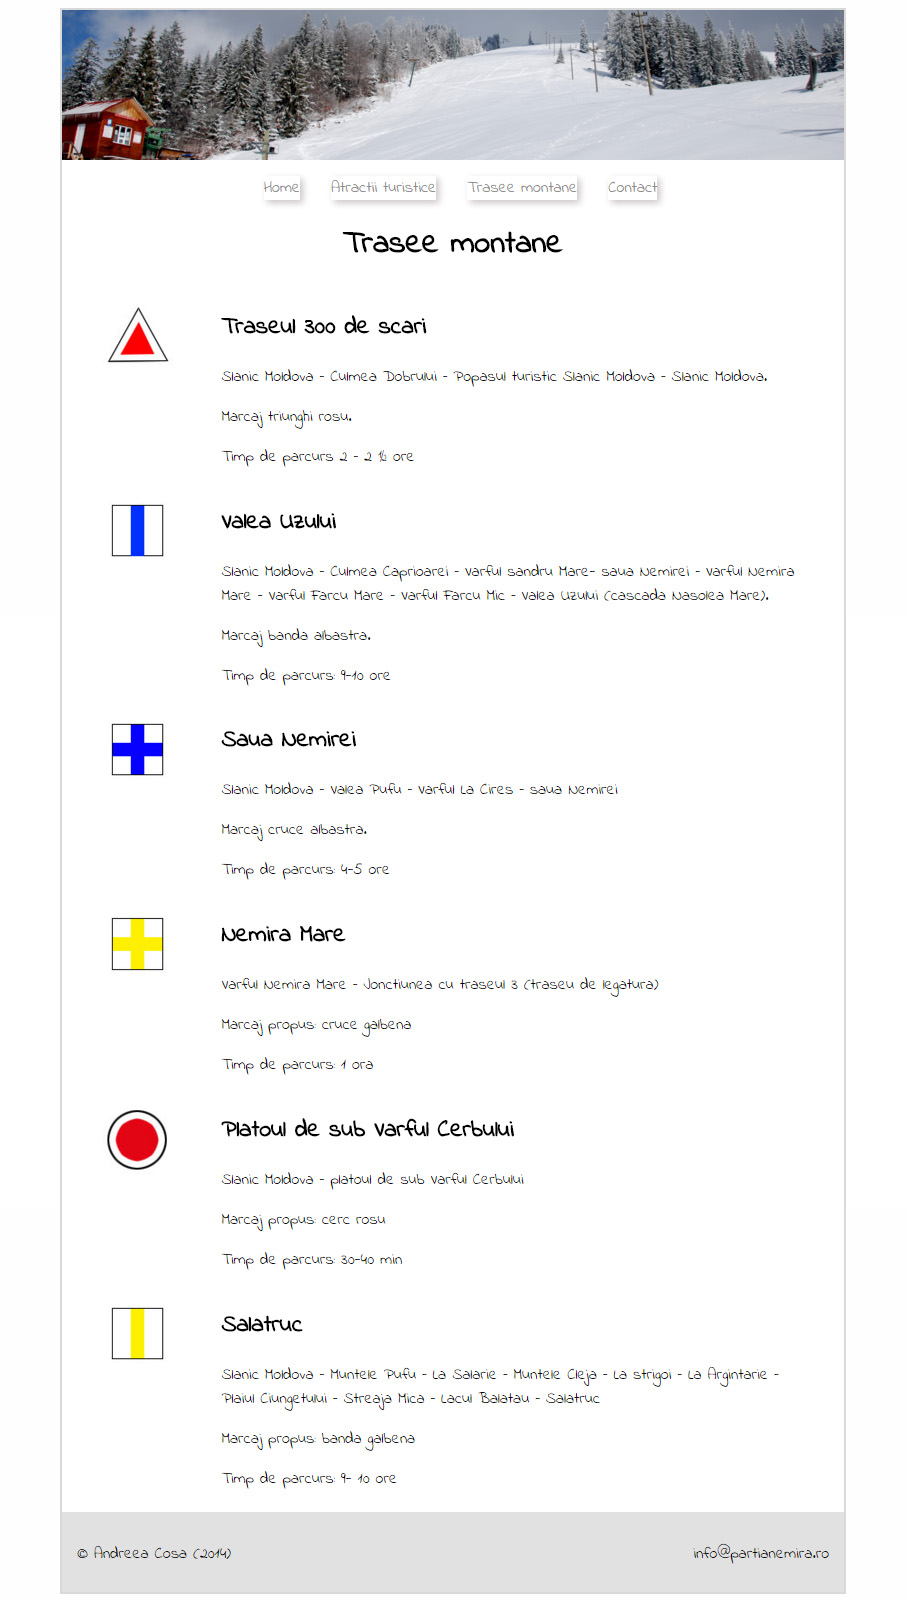 Home Atractii turistice Trasee montane Contact
Trasee montane
Traseul 300 de scari
Slanic Moldova - Culmea Dobrului - Popasul turistic Slanic Moldova - Slanic Moldova.
Marcaj triunghi rosu.
Timp de parcurs 2 - 2 ½ ore
Valea Uzului
Slanic Moldova - Culmea Caprioarei - Varful sandru Mare- saua Nemirei - Varful Nemira
Mare - Varful Farcu Mare - Varful Farcu Mic - Valea Uzului (cascada Nasolea Mare).
Marcaj banda albastra.
Timp de parcurs: 9-10 ore
Saua Nemirei
Slanic Moldova - Valea Pufu - Varful La Cires - saua Nemirei
Marcaj cruce albastra.
Timp de parcurs: 4-5 ore
Nemira Mare
Varful Nemira Mare - Jonctiunea cu traseul 3 (traseu de legatura)
Marcaj propus: cruce galbena
Timp de parcurs: 1 ora
Platoul de sub Varful Cerbului
Slanic Moldova - platoul de sub Varful Cerbului
Marcaj propus: cerc rosu
Timp de parcurs: 30-40 min
Salatruc
Slanic Moldova - Muntele Pufu - La Salarie - Muntele Cleja - La strigoi - La Argintarie -
Plaiul Ciungetului - Streaja Mica - Lacul Balatau - Salatruc
Marcaj propus: banda galbena
Timp de parcurs: 9- 10 ore
© Andreea Cosa (2014) info@partianemira.ro